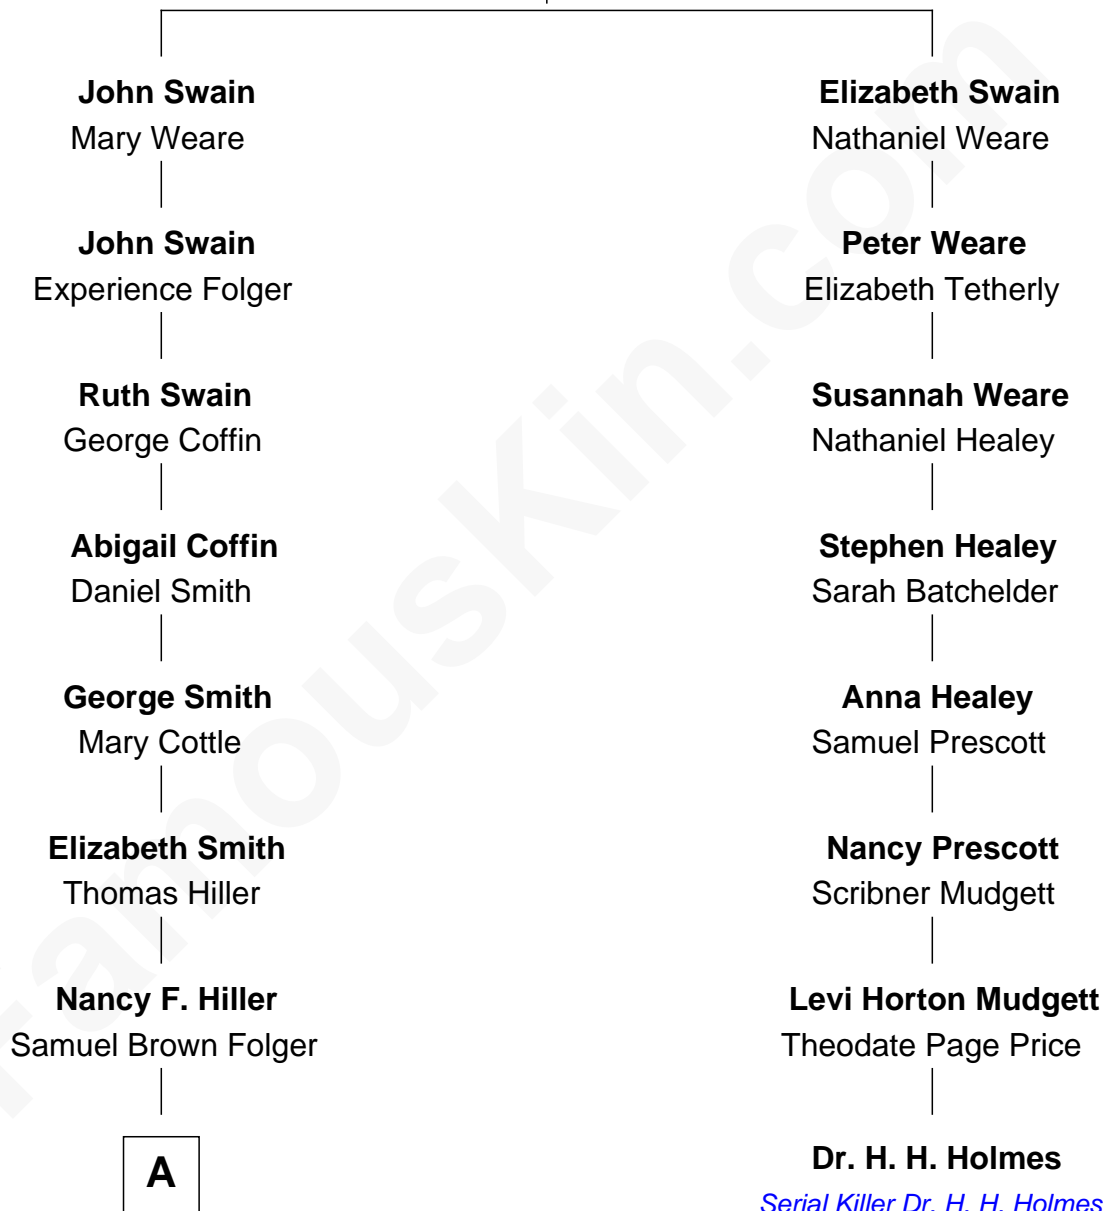 John Swain
Mary Weare
John Swain
Experience Folger
Ruth Swain
George Coffin
Abigail Coffin
Daniel Smith
George Smith
Mary Cottle
Elizabeth Smith
Thomas Hiller
Nancy F. Hiller
Samuel Brown Folger
A
Elizabeth Swain
Nathaniel Weare
Peter Weare
Elizabeth Tetherly
Susannah Weare
Nathaniel Healey
Stephen Healey
Sarah Batchelder
Anna Healey
Samuel Prescott
Nancy Prescott
Scribner Mudgett
Levi Horton Mudgett
Theodate Page Price
Dr. H. H. Holmes
Serial Killer Dr. H. H. Holmes
FamousKin.com